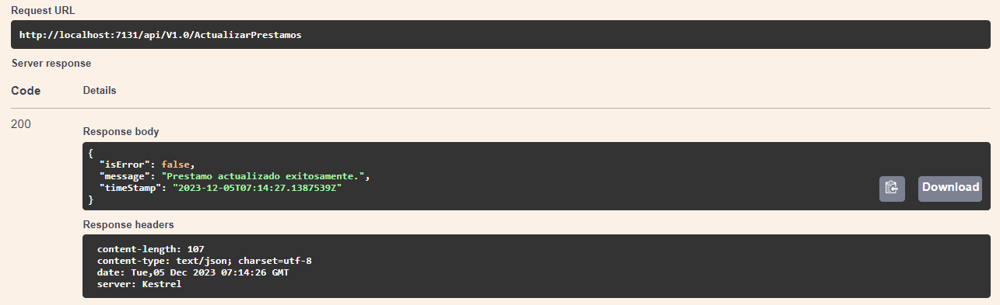 Request URL
http://localhost:7131/api/V1.0/ActualizarPrestamos
Server response
Code Details
200
Response body
{
"isError": false,
"message": "Prestamo actualizado exitosamente.",
"timeStamp": "2023-12-05T07:14:27.1387539Z"
}
Download
Response headers
content-length: 107
content-type: text/json; charset=utf-8
date: Tue,05 Dec 2023 07:14:26 GMT
server: Kestrel